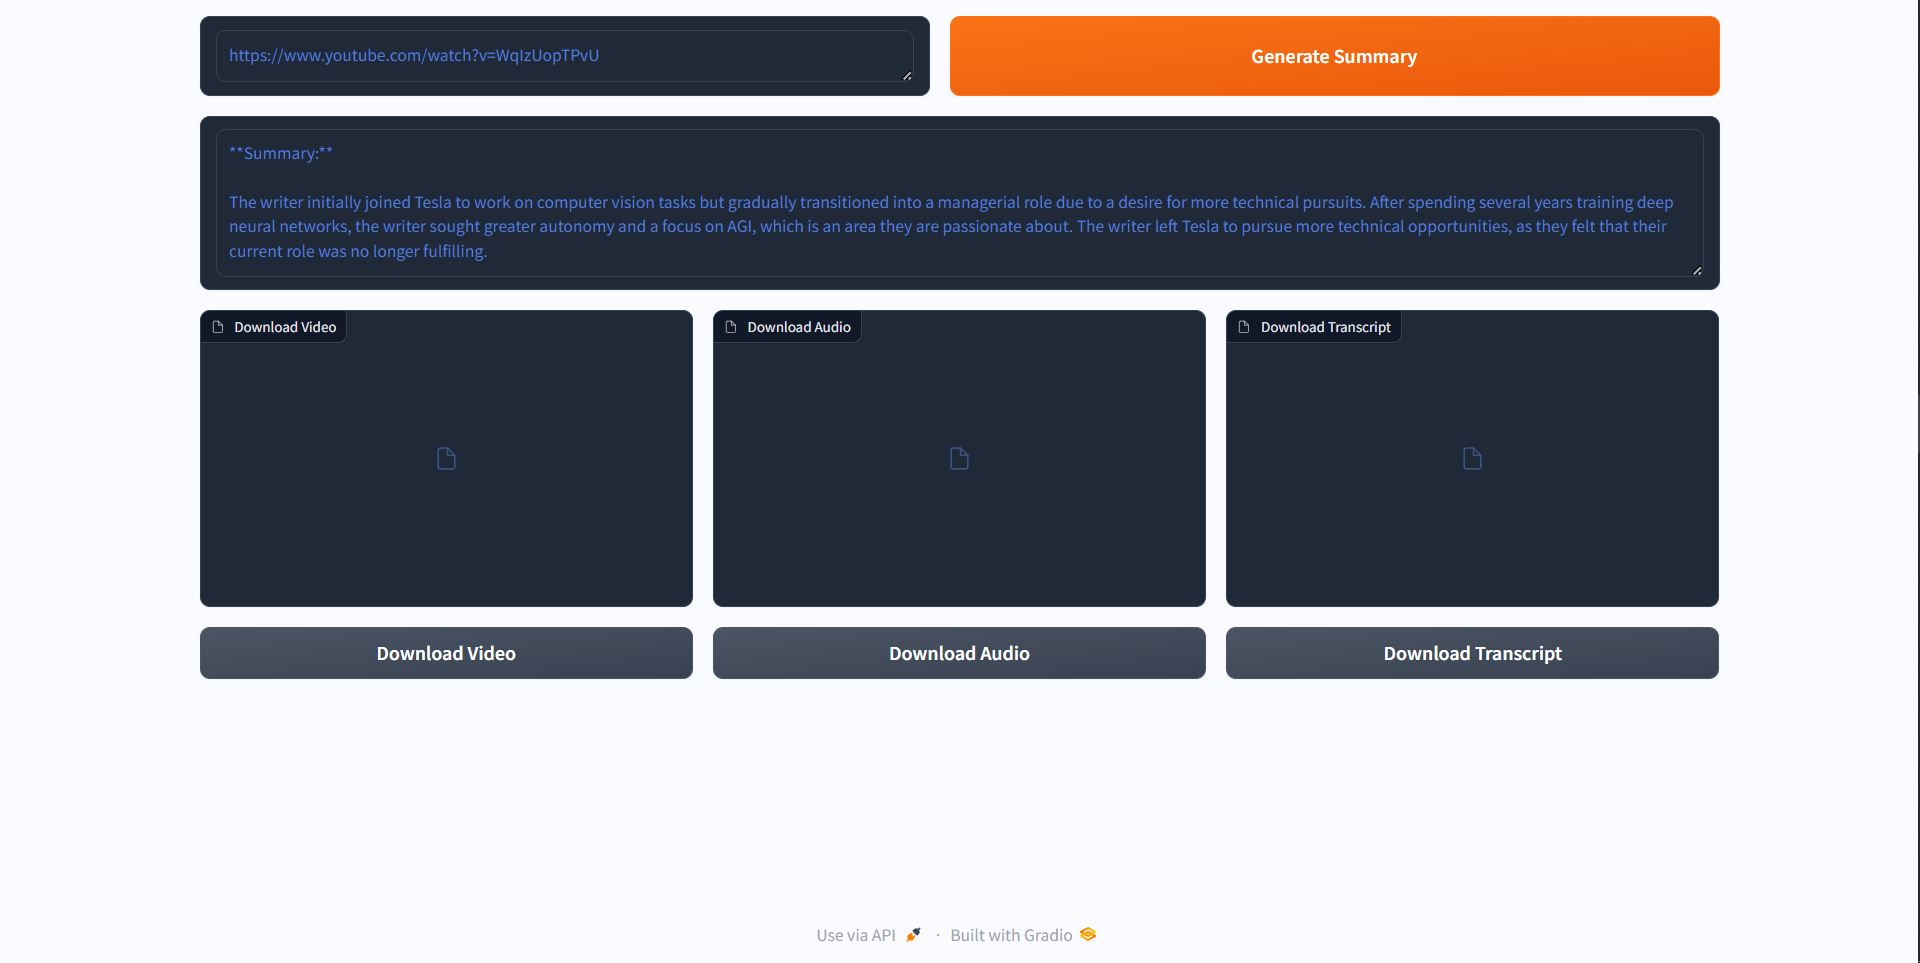 https://www.youtube.com/watch?v=WqIzUopTPvU
Generate Summary
**Summary:**
The writer initially joined Tesla to work on computer vision tasks but gradually transitioned into a managerial role due to a desire for more technical pursuits. After spending several years training deep
neural networks, the writer sought greater autonomy and a focus on AGI, which is an area they are passionate about. The writer left Tesla to pursue more technical opportunities, as they felt that their
current role was no longer fulfilling.
Download Video
Download Audio
Download Transcript
Download Video
Download Audio
Download Transcript
Use via API · Built with Gradio